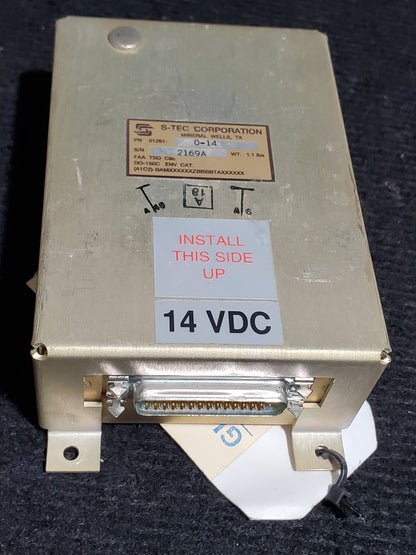 S-TEC CORPORATION
MINERAL WELLS, TX
PN 01261- 0-14
S/N 2169A WT. 1.1 lbs
FAA TSO C9c
DO-160C ENV CAT.
INSTALL
THIS SIDE
UP
14 VDC